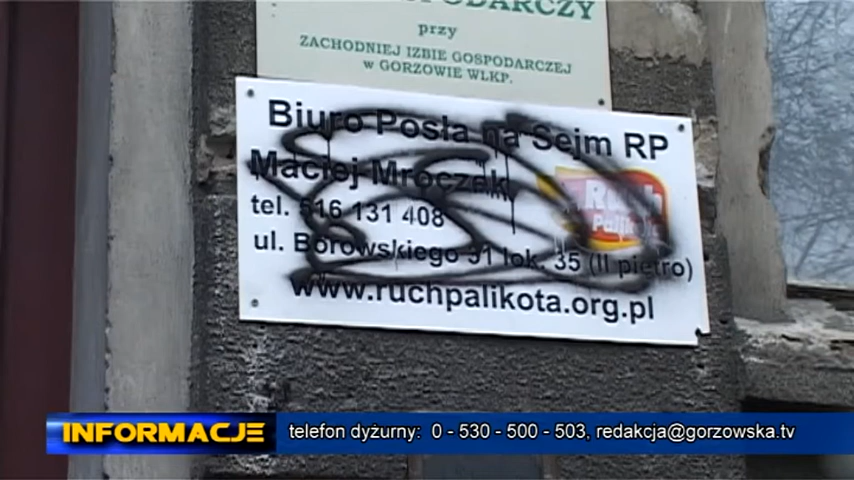 SPODARCZY
przy
ZACHODNIEJ IZBIE GOSPODARCZEJ
w GORZOWIE WLKP.
Biuro Posła na Sejm RP
Maciej Mroczek
tel. 516 131 408
ul. Borowskiego 31 lok. 35 (II piętro)
www.ruchpalikota.org.pl
Ruch
Palikota
INFORMACJE
telefon dyżurny: 0 - 530 - 500 - 503, redakcja@gorzowska.tv